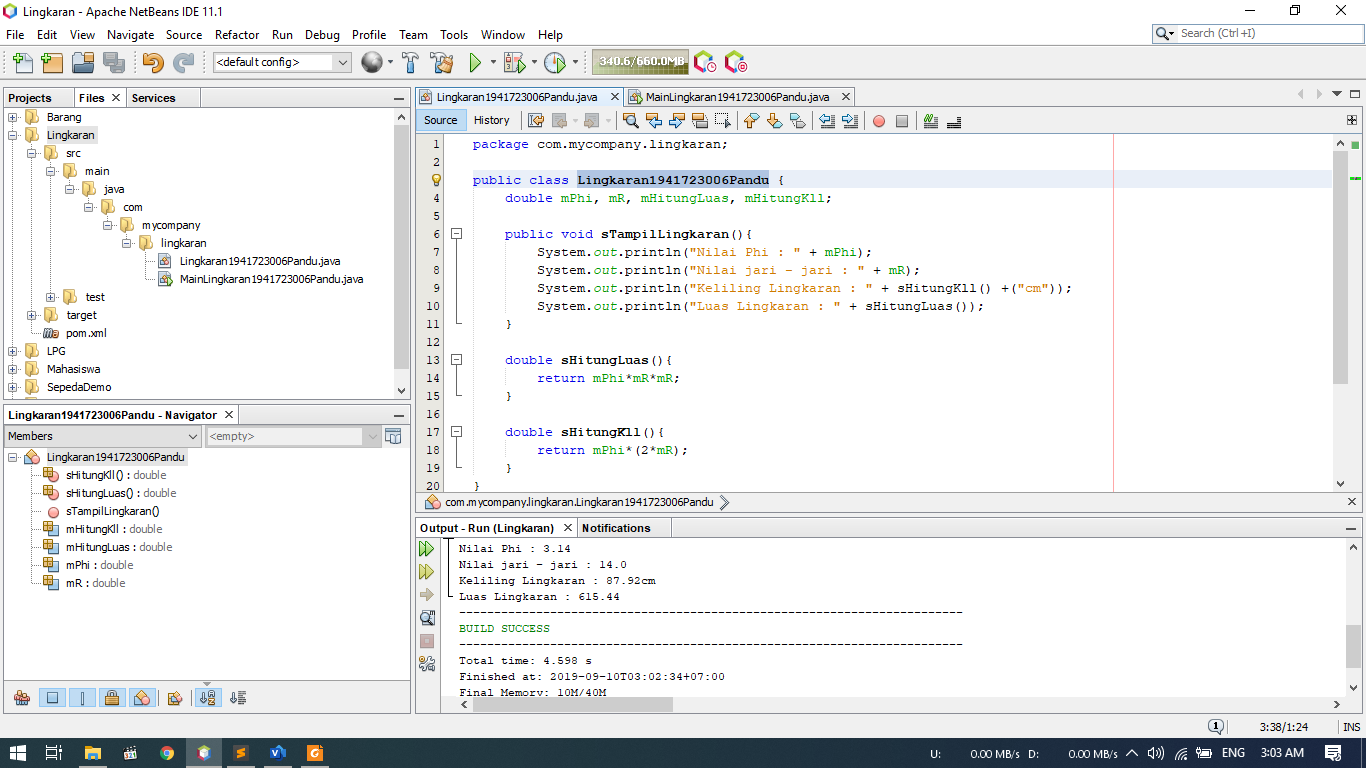 Lingkaran - Apache NetBeans IDE 11.1
File Edit View Navigate Source Refactor Run Debug Profile Team Tools Window Help
Search (Ctrl+I)
<default config>
340.6/660.0MB
Projects Files Services
Barang
Lingkaran
src
main
java
com
mycompany
lingkaran
Lingkaran1941723006Pandu.java
MainLingkaran1941723006Pandu.java
test
target
pom.xml
LPG
Mahasiswa
SepedaDemo
Lingkaran1941723006Pandu - Navigator
Members
<empty>
Lingkaran1941723006Pandu
sHitungKll() : double
sHitungLuas() : double
sTampilLingkaran()
mHitungKll : double
mHitungLuas : double
mPhi : double
mR : double
Lingkaran1941723006Pandu.java MainLingkaran1941723006Pandu.java
Source History
1 package com.mycompany.lingkaran;
2
public class Lingkaran1941723006Pandu {
4 double mPhi, mR, mHitungLuas, mHitungKll;
5
6 public void sTampilLingkaran(){
7 System.out.println("Nilai Phi : " + mPhi);
8 System.out.println("Nilai jari - jari : " + mR);
9 System.out.println("Keliling Lingkaran : " + sHitungKll() +("cm"));
10 System.out.println("Luas Lingkaran : " + sHitungLuas());
11 }
12
13 double sHitungLuas(){
14 return mPhi*mR*mR;
15 }
16
17 double sHitungKll(){
18 return mPhi*(2*mR);
19 }
20 }
com.mycompany.lingkaran.Lingkaran1941723006Pandu
Output - Run (Lingkaran) Notifications
Nilai Phi : 3.14
Nilai jari - jari : 14.0
Keliling Lingkaran : 87.92cm
Luas Lingkaran : 615.44
------------------------------------------------------------------------
BUILD SUCCESS
------------------------------------------------------------------------
Total time: 4.598 s
Finished at: 2019-09-10T03:02:34+07:00
Final Memory: 10M/40M
1 3:38/1:24 INS
U: 0.00 MB/s D: 0.00 MB/s ENG 3:03 AM